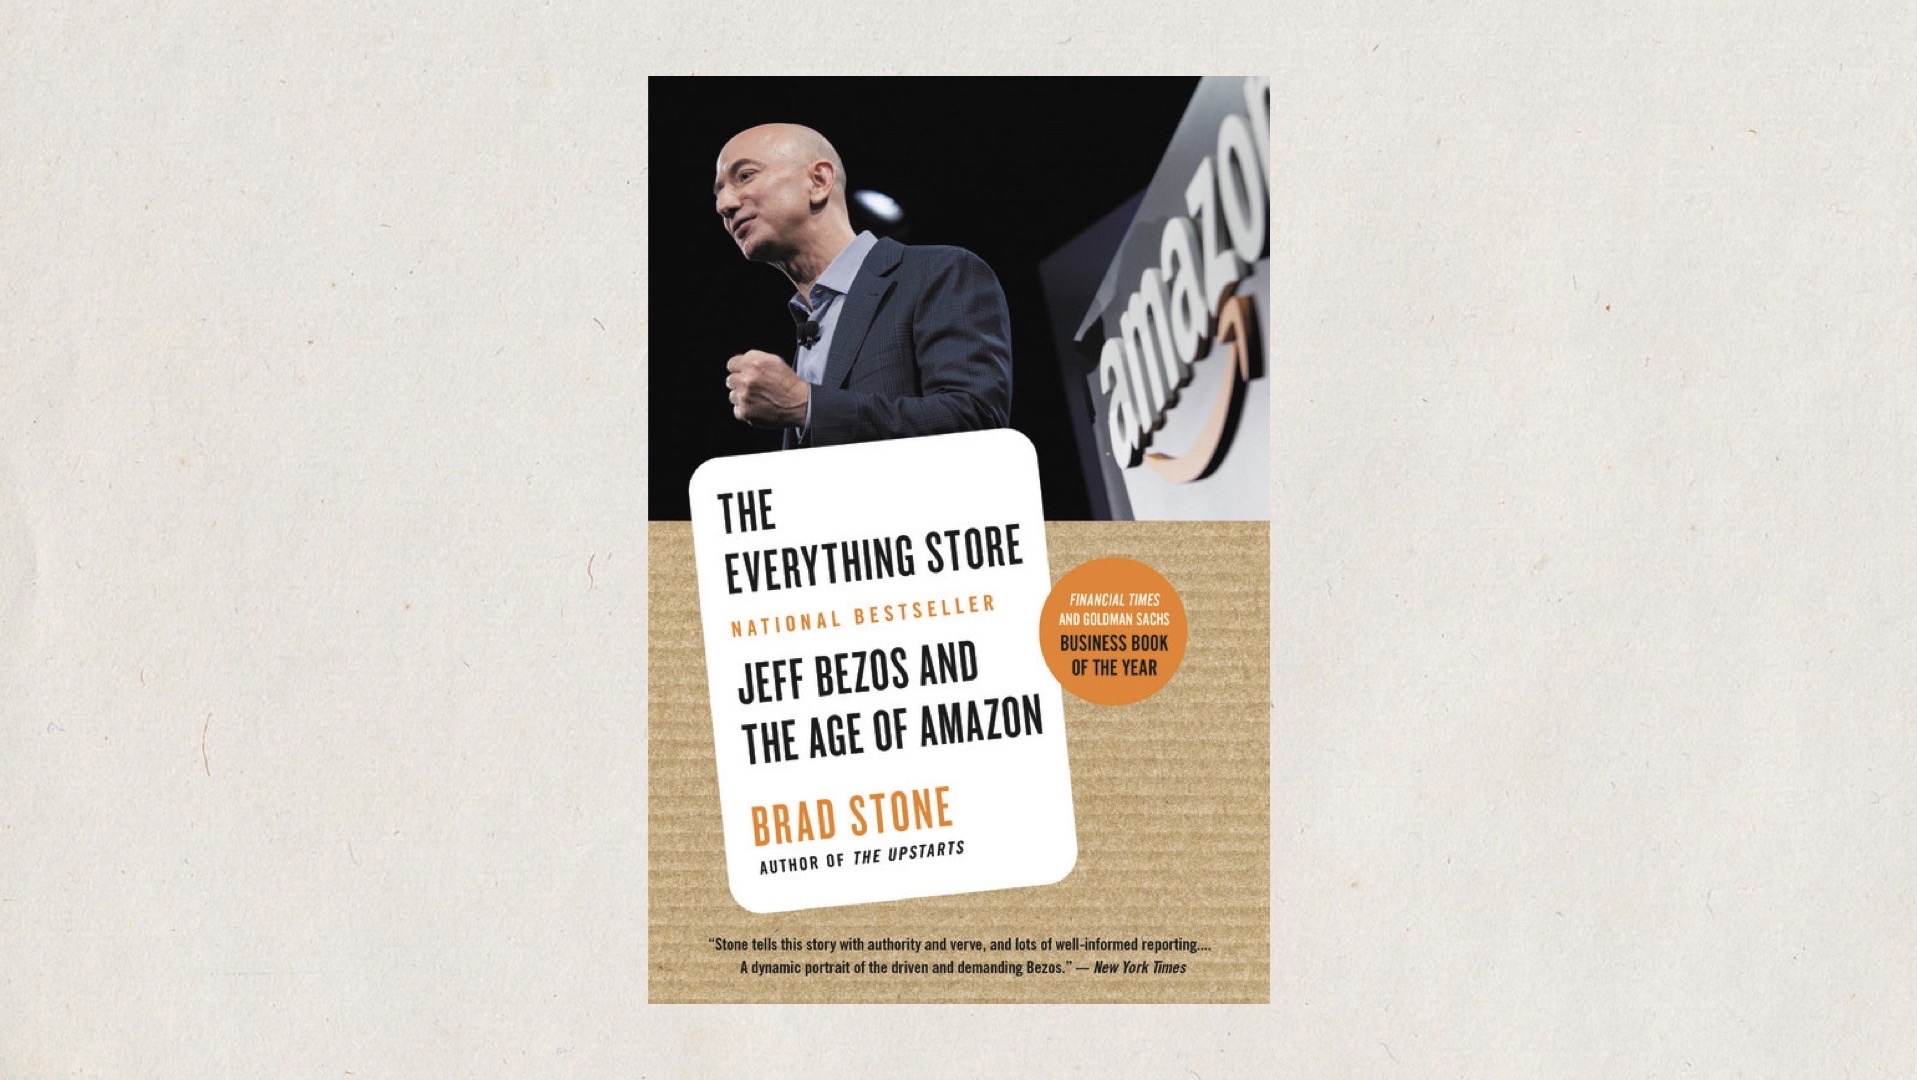 amazon
THE
EVERYTHING STORE
NATIONAL BESTSELLER
JEFF BEZOS AND
THE AGE OF AMAZON
BRAD STONE
AUTHOR OF THE UPSTARTS
FINANCIAL TIMES
AND GOLDMAN SACHS
BUSINESS BOOK
OF THE YEAR
“Stone tells this story with authority and verve, and lots of well-informed reporting....
A dynamic portrait of the driven and demanding Bezos.” — New York Times